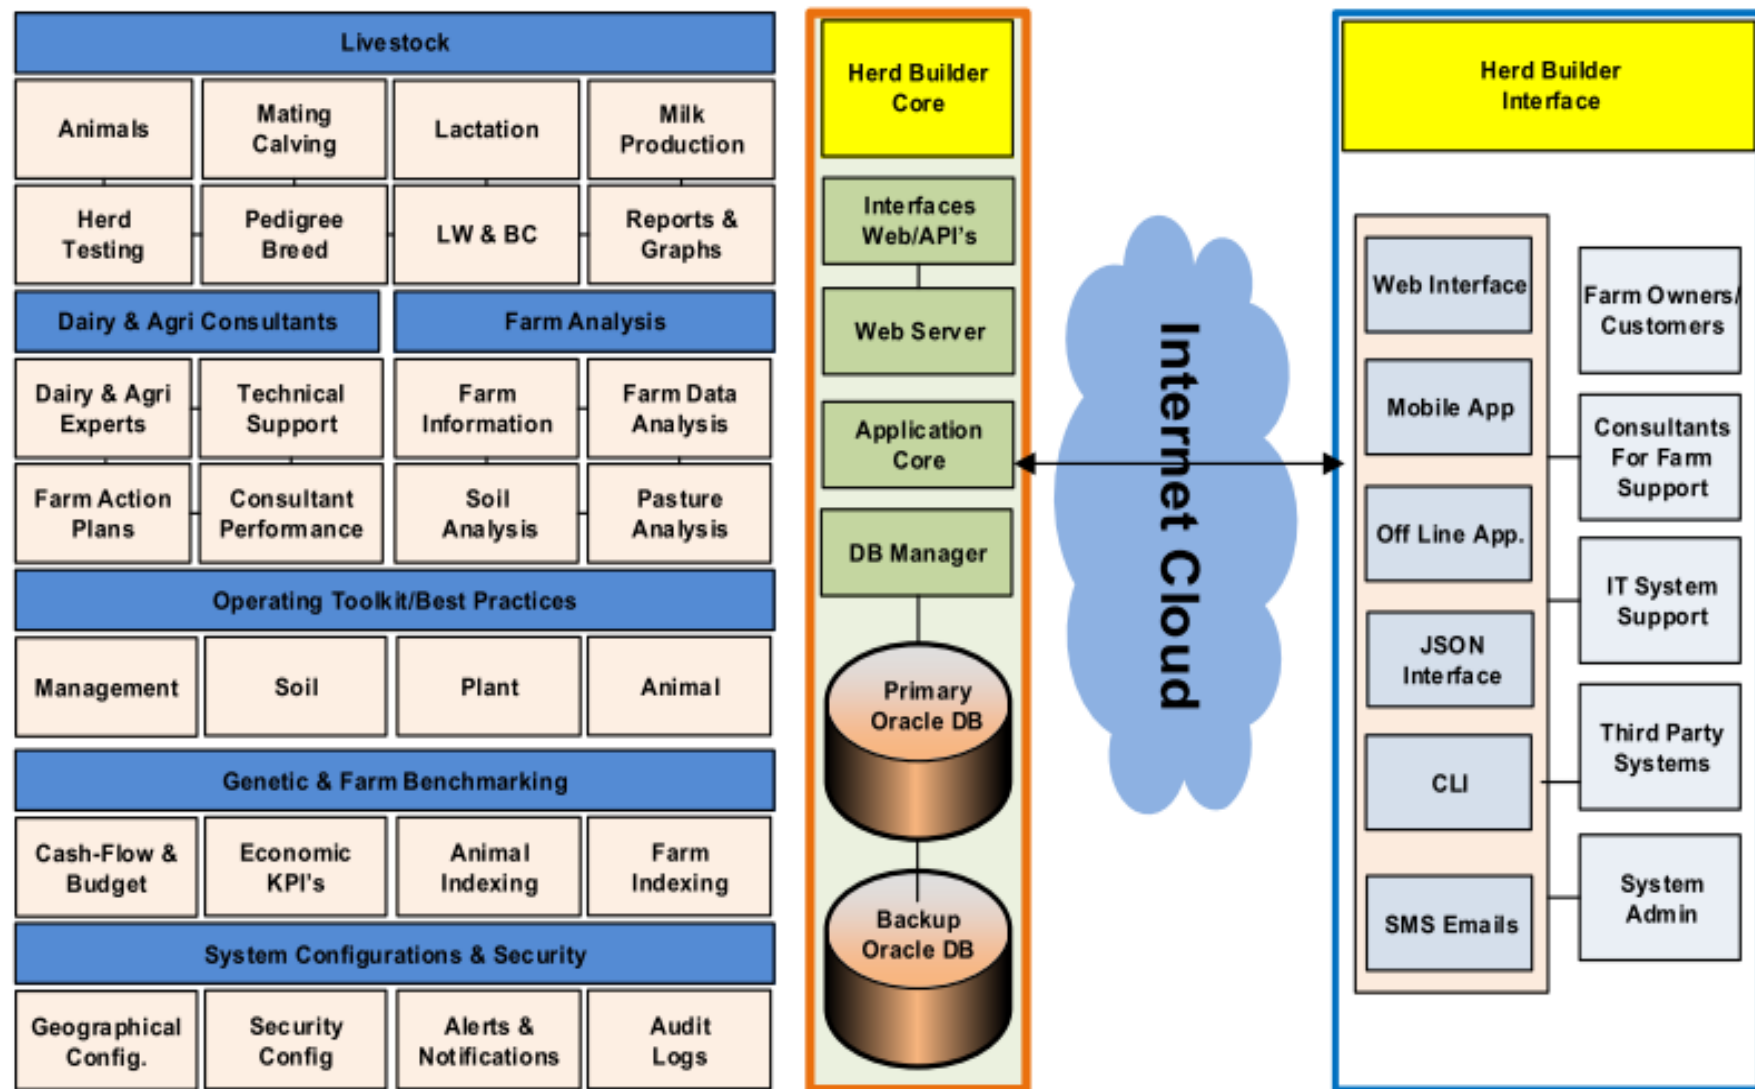 Livestock
Animals
Mating
Calving
Lactation
Milk
Production
Herd
Testing
Pedigree
Breed
LW & BC
Reports &
Graphs
Dairy & Agri Consultants
Farm Analysis
Dairy & Agri
Experts
Technical
Support
Farm
Information
Farm Data
Analysis
Farm Action
Plans
Consultant
Performance
Soil
Analysis
Pasture
Analysis
Operating Toolkit/Best Practices
Management
Soil
Plant
Animal
Genetic & Farm Benchmarking
Cash-Flow &
Budget
Economic
KPI's
Animal
Indexing
Farm
Indexing
System Configurations & Security
Geographical
Config.
Security
Config
Alerts &
Notifications
Audit
Logs
Herd Builder
Core
Interfaces
Web/API's
Web Server
Application
Core
DB Manager
Primary
Oracle DB
Backup
Oracle DB
Internet Cloud
Herd Builder
Interface
Web Interface
Mobile App
Off Line App.
JSON
Interface
CLI
SMS Emails
Farm Owners/
Customers
Consultants
For Farm
Support
IT System
Support
Third Party
Systems
System
Admin